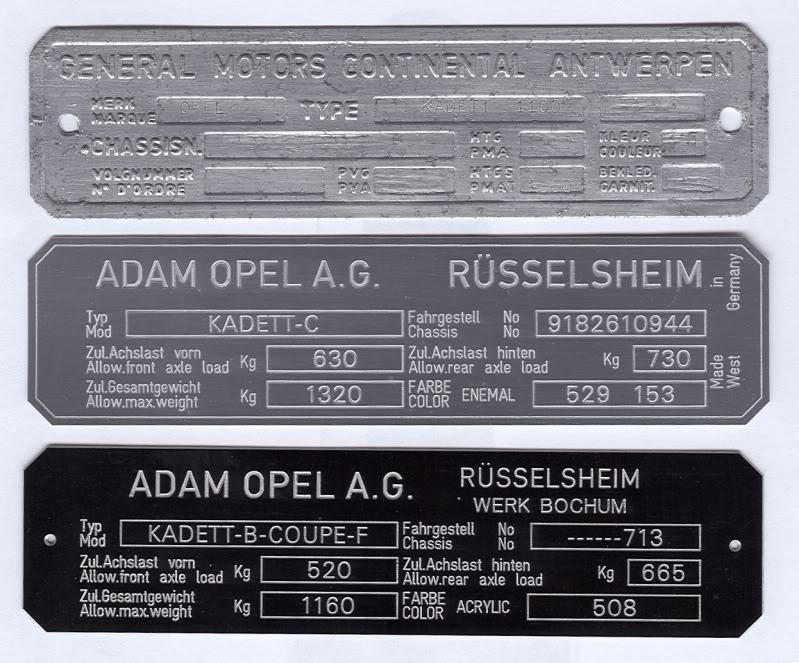 GENERAL MOTORS CONTINENTAL ANTWERPEN
MERK MARQUE OPEL TYPE KADETT 1100
CHASSISN. HTG PMA KLEUR COULEUR
VOLGNUMMER N° D'ORDRE PVG PVA HTGS PMAT BEKLED. GARNIT.
ADAM OPEL A.G. RÜSSELSHEIM
Made in West Germany
Typ Mod KADETT-C Fahrgestell Chassis No No 9182610944
Zul.Achslast vorn Allow.front axle load Kg 630 Zul.Achslast hinten Allow.rear axle load Kg 730
Zul.Gesamtgewicht Allow.max.weight Kg 1320 FARBE COLOR ENEMAL 529 153
ADAM OPEL A.G. RÜSSELSHEIM
WERK BOCHUM
Typ Mod KADETT-B-COUPE-F Fahrgestell Chassis No No ------713
Zul.Achslast vorn Allow.front axle load Kg 520 Zul.Achslast hinten Allow.rear axle load Kg 665
Zul.Gesamtgewicht Allow.max.weight Kg 1160 FARBE COLOR ACRYLIC 508